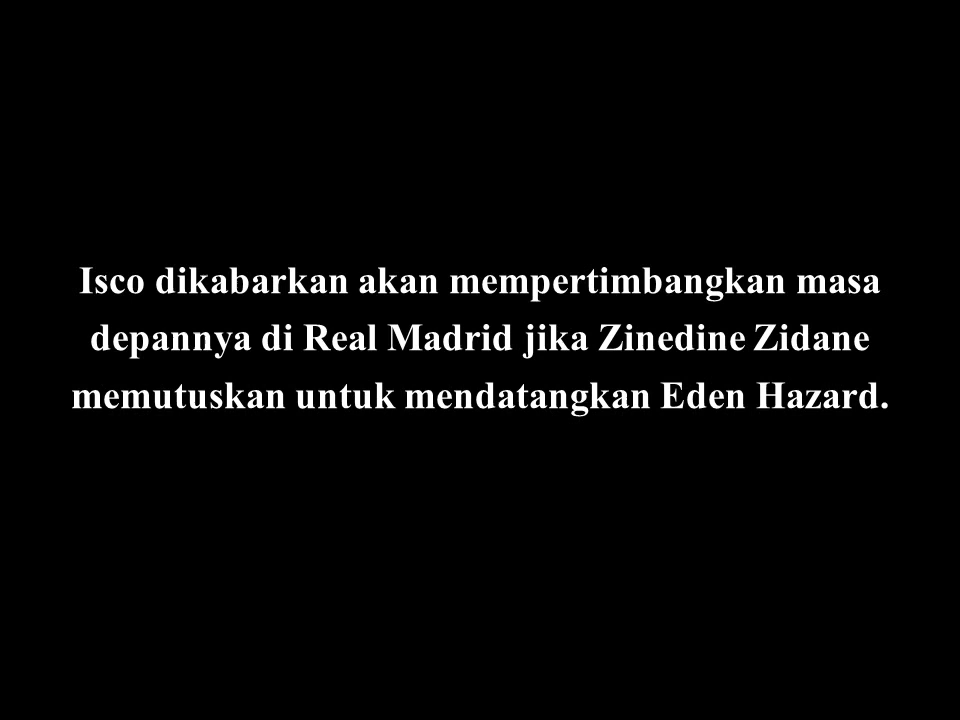 Isco dikabarkan akan mempertimbangkan masa
depannya di Real Madrid jika Zinedine Zidane
memutuskan untuk mendatangkan Eden Hazard.